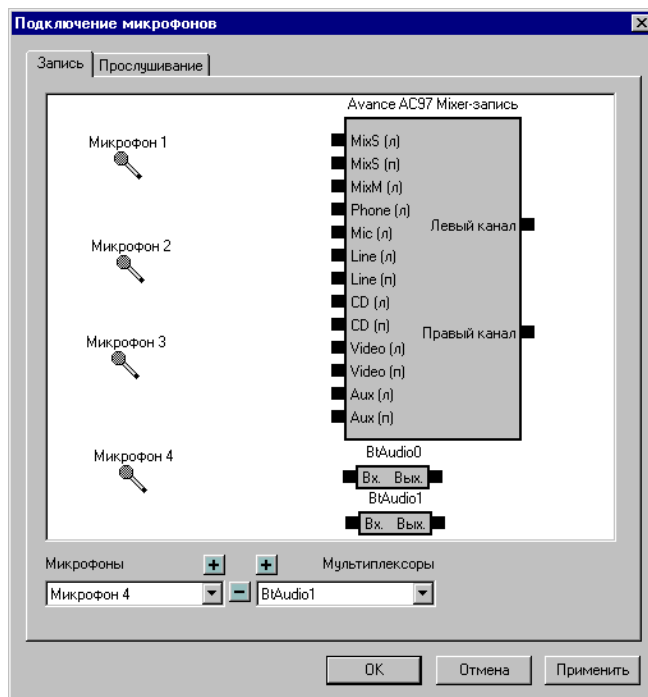 Подключение микрофонов
Запись
Прослушивание
Avance AC97 Mixer-запись
Микрофон 1
Микрофон 2
Микрофон 3
Микрофон 4
MixS (л)
MixS (п)
MixM (л)
Phone (л)
Mic (л)
Line (л)
Line (п)
CD (л)
CD (п)
Video (л)
Video (п)
Aux (л)
Aux (п)
Левый канал
Правый канал
BtAudio0
Вх. Вых.
BtAudio1
Вх. Вых.
Микрофоны
Мультиплексоры
Микрофон 4
BtAudio1
OK
Отмена
Применить